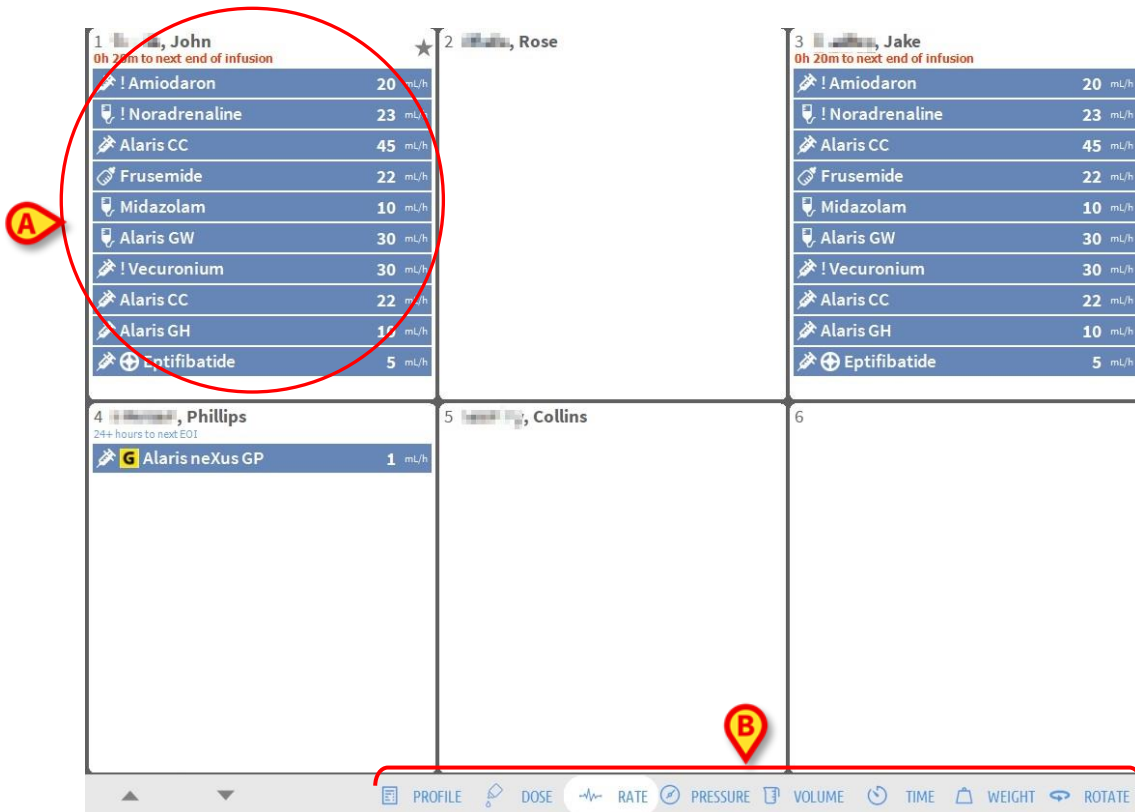 1 , John
0h 20m to next end of infusion
! Amiodaron 20 mL/h
! Noradrenaline 23 mL/h
Alaris CC 45 mL/h
Frusemide 22 mL/h
Midazolam 10 mL/h
Alaris GW 30 mL/h
! Vecuronium 30 mL/h
Alaris CC 22 mL/h
Alaris GH 10 mL/h
Eptifibatide 5 mL/h
2 , Rose
3 , Jake
0h 20m to next end of infusion
! Amiodaron 20 mL/h
! Noradrenaline 23 mL/h
Alaris CC 45 mL/h
Frusemide 22 mL/h
Midazolam 10 mL/h
Alaris GW 30 mL/h
! Vecuronium 30 mL/h
Alaris CC 22 mL/h
Alaris GH 10 mL/h
Eptifibatide 5 mL/h
A
4 , Phillips
24+ hours to next EOI
G Alaris neXus GP 1 mL/h
5 , Collins
6
B
PROFILE DOSE RATE PRESSURE VOLUME TIME WEIGHT ROTATE